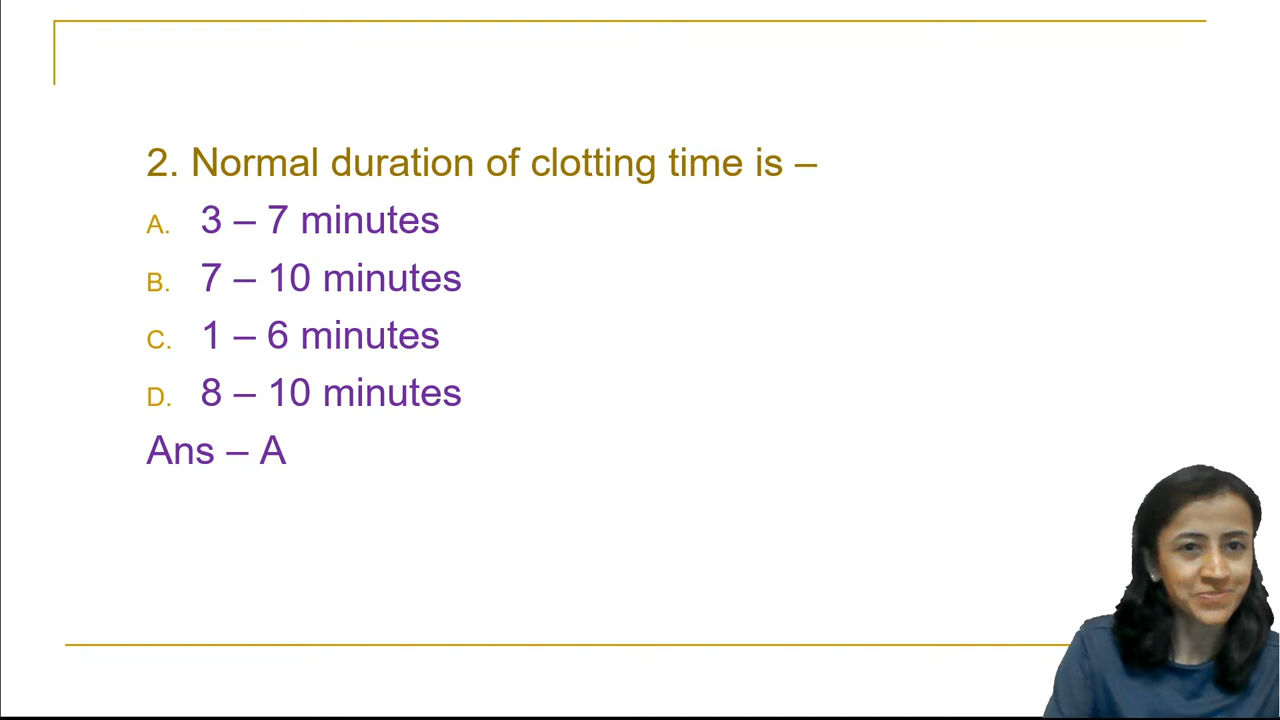 2. Normal duration of clotting time is –
A. 3 – 7 minutes
B. 7 – 10 minutes
C. 1 – 6 minutes
D. 8 – 10 minutes
Ans – A